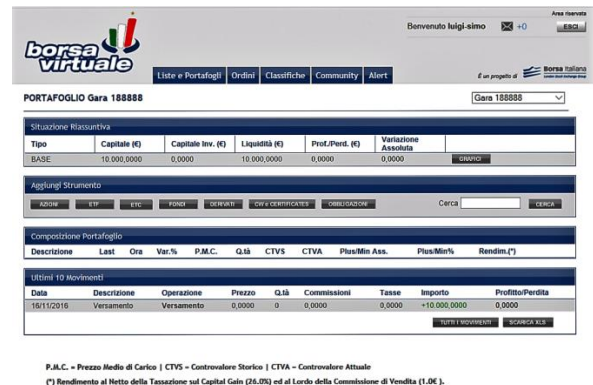 Area riservata
Benvenuto luigi-simo +0 ESCI
borsa
virtuale
Liste e Portafogli Ordini Classifiche Community Alert
È un progetto di Borsa Italiana
London Stock Exchange Group
PORTAFOGLIO Gara 188888 Gara 188888
Situazione Riassuntiva
Tipo Capitale (€) Capitale Inv. (€) Liquidità (€) Prof./Perd. (€) Variazione Assoluta
BASE 10.000,0000 0,0000 10.000,0000 0,0000 0,0000 GRAFICI
Aggiungi Strumento
AZIONI ETF ETC FONDI DERIVATI CW e CERTIFICATES OBBLIGAZIONI Cerca CERCA
Composizione Portafoglio
Descrizione Last Ora Var.% P.M.C. Q.tà CTVS CTVA Plus/Min Ass. Plus/Min% Rendim.(*)
Ultimi 10 Movimenti
Data Descrizione Operazione Prezzo Q.tà Commissioni Tasse Importo Profitto/Perdita
16/11/2016 Versamento Versamento 0,0000 0 0,0000 0,0000 +10.000,0000 0,0000
TUTTI I MOVIMENTI SCARICA XLS
P.M.C. = Prezzo Medio di Carico | CTVS = Controvalore Storico | CTVA = Controvalore Attuale
(*) Rendimento al Netto della Tassazione sul Capital Gain (26.0%) ed al Lordo della Commissione di Vendita (1.0€ ).